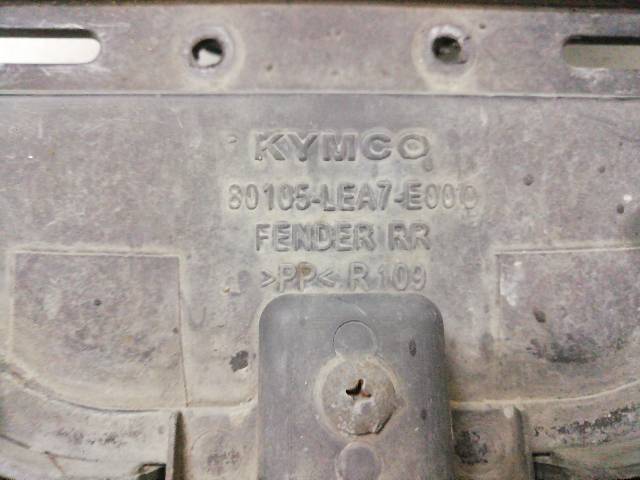 KYMCO
80105-LEA7-E000
FENDER RR
>PP< R109